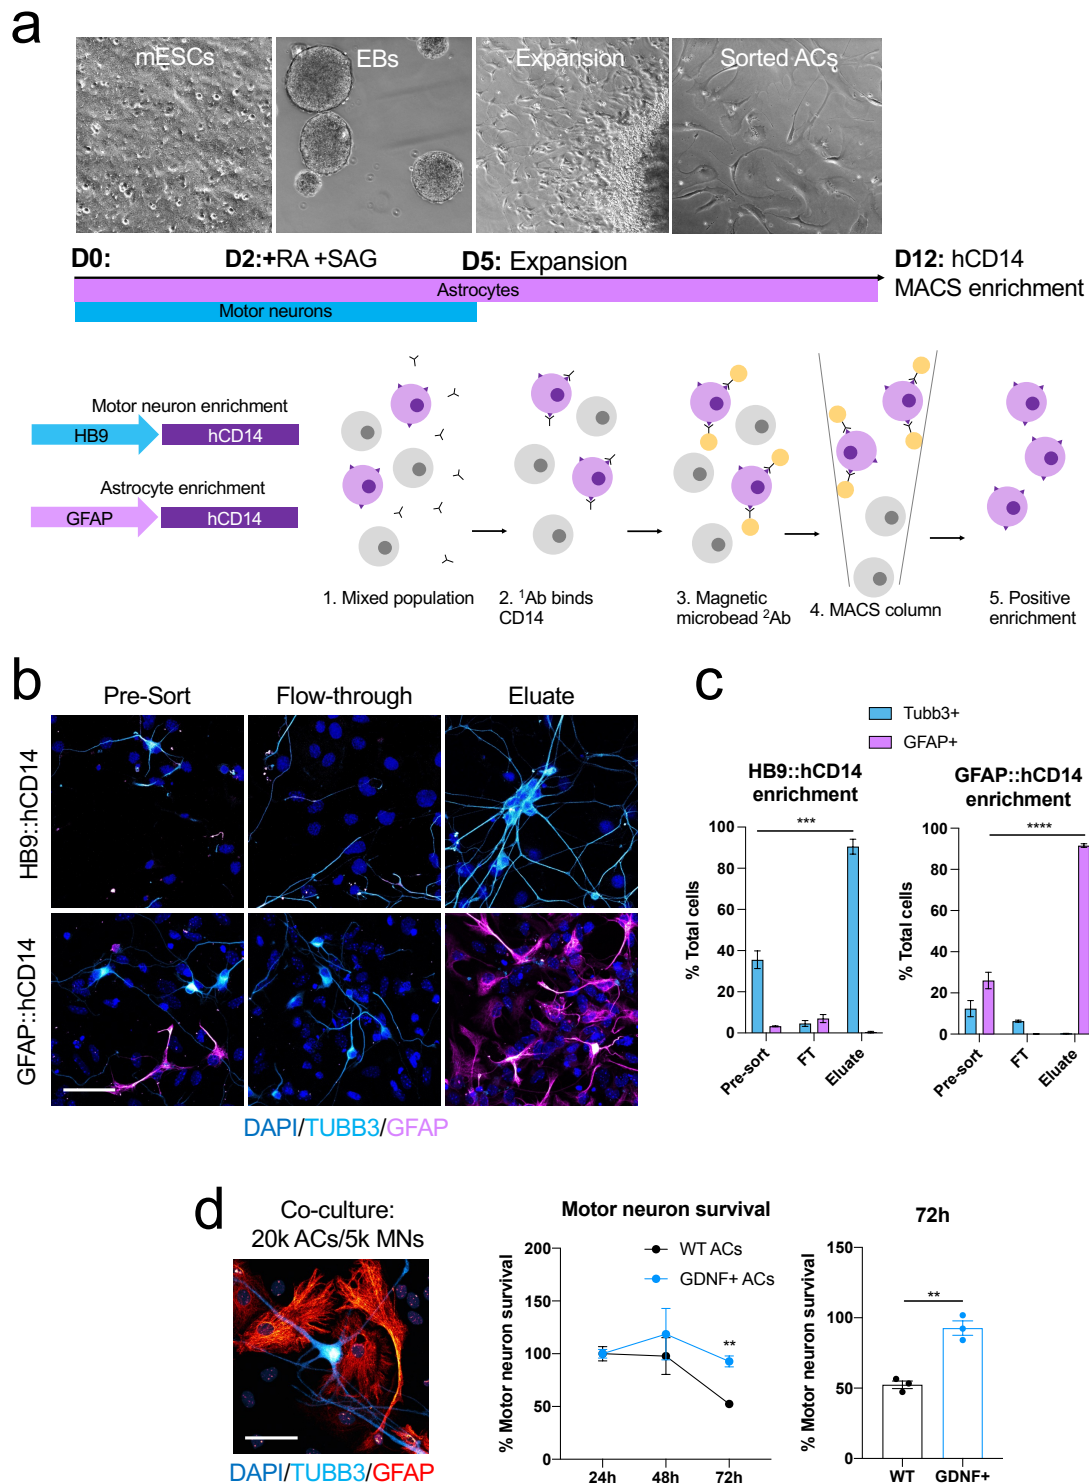 a
mESCs
EBs
Expansion
Sorted ACs
D0:
D2:+RA +SAG
D5: Expansion
D12: hCD14
MACS enrichment
Astrocytes
Motor neurons
Motor neuron enrichment
HB9
hCD14
Astrocyte enrichment
GFAP
hCD14
1. Mixed population
2. ¹Ab binds
CD14
3. Magnetic
microbead ²Ab
4. MACS column
5. Positive
enrichment
b
Pre-Sort
Flow-through
Eluate
HB9::hCD14
GFAP::hCD14
DAPI/TUBB3/GFAP
c
Tubb3+
GFAP+
HB9::hCD14
enrichment
% Total cells
100
80
60
40
20
0
***
Pre-sort
FT
Eluate
GFAP::hCD14
enrichment
% Total cells
100
80
60
40
20
0
****
Pre-sort
FT
Eluate
d
Co-culture:
20k ACs/5k MNs
DAPI/TUBB3/GFAP
Motor neuron survival
% Motor neuron survival
200
150
100
50
0
WT ACs
GDNF+ ACs
**
24h
48h
72h
72h
% Motor neuron survival
150
100
50
0
**
WT
GDNF+